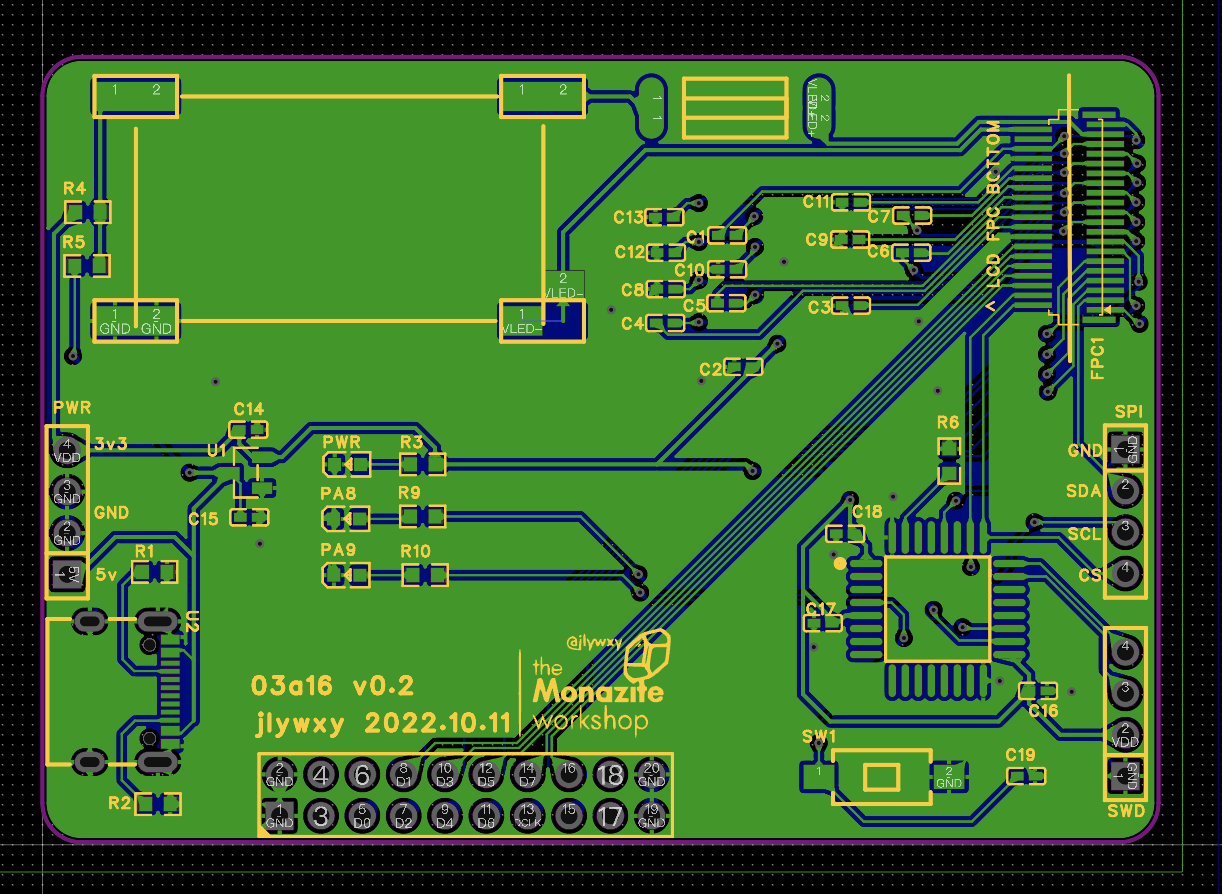 1 2
1 2
1
1
VLED+
2
2
R4
R5
C13
C12
C8
C4
C1
C10
C5
C2
C11
C9
C7
C6
C3
< LCD FPC BOTTOM
FPC1
1 2
GND GND
2
VLED-
1
VLED-
PWR
4
VDD
3v3
3
GND
GND
2
GND
1
5V
5v
C14
U1
C15
R1
U2
R2
PWR
R3
PA8
R9
PA9
R10
R6
C18
C17
C16
C19
SPI
1
GND
GND
2
SDA
3
SCL
4
CS
4
3
2
VDD
1
GND
SWD
SW1
1
2
GND
@jlywxy
the
Monazite
workshop
03a16 v0.2
jlywxy 2022.10.11
2 4 6 8 10 12 14 16 18 20
GND D1 D3 D5 D7 GND
1 3 5 7 9 11 13 15 17 19
GND D0 D2 D4 D6 GND